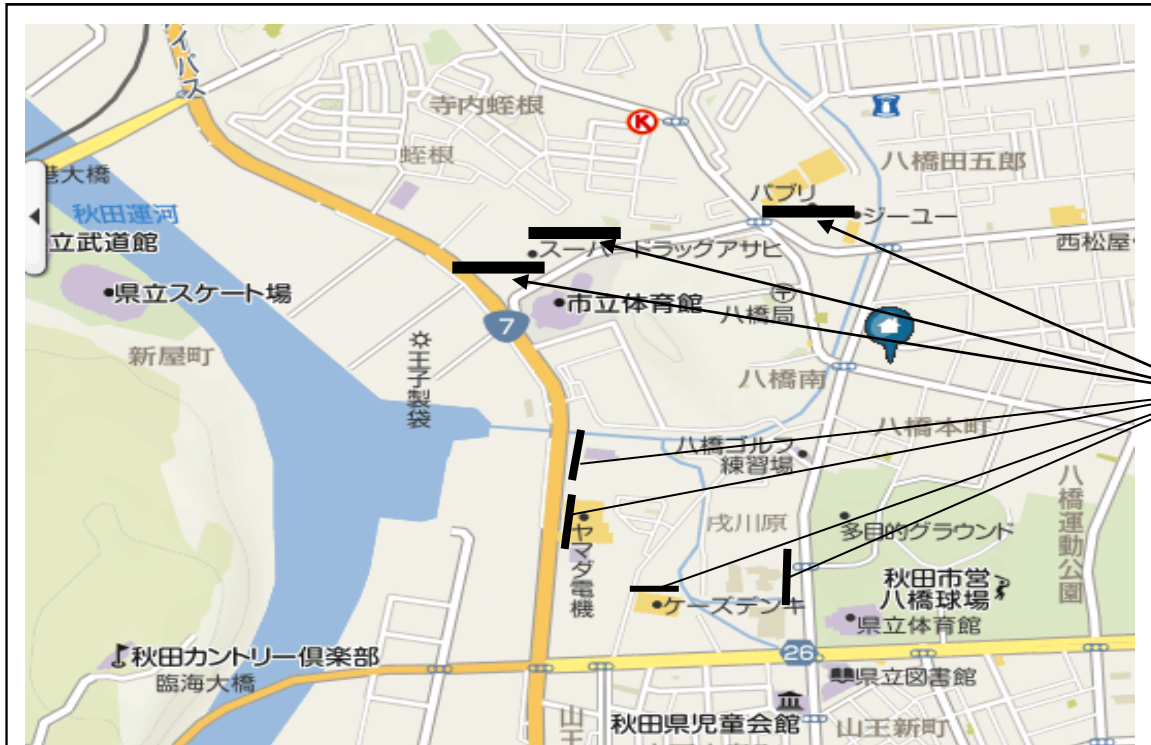 イパス
寺内蛭根
K
蛭根
八橋田五郎
港大橋
秋田運河
立武道館
パブリ
ジーユー
西松屋
スーパードラッグアサヒ
県立スケート場
市立体育館
八橋局
7
新屋町
王子製袋
八橋南
八橋本町
八橋ゴルフ
練習場
八橋運動公園
戌川原
多目的グラウンド
ヤマダ電機
秋田市営
八橋球場
ケーズデンキ
県立体育館
26
秋田カントリー倶楽部
臨海大橋
県立図書館
秋田県児童会館
山王新町
山王